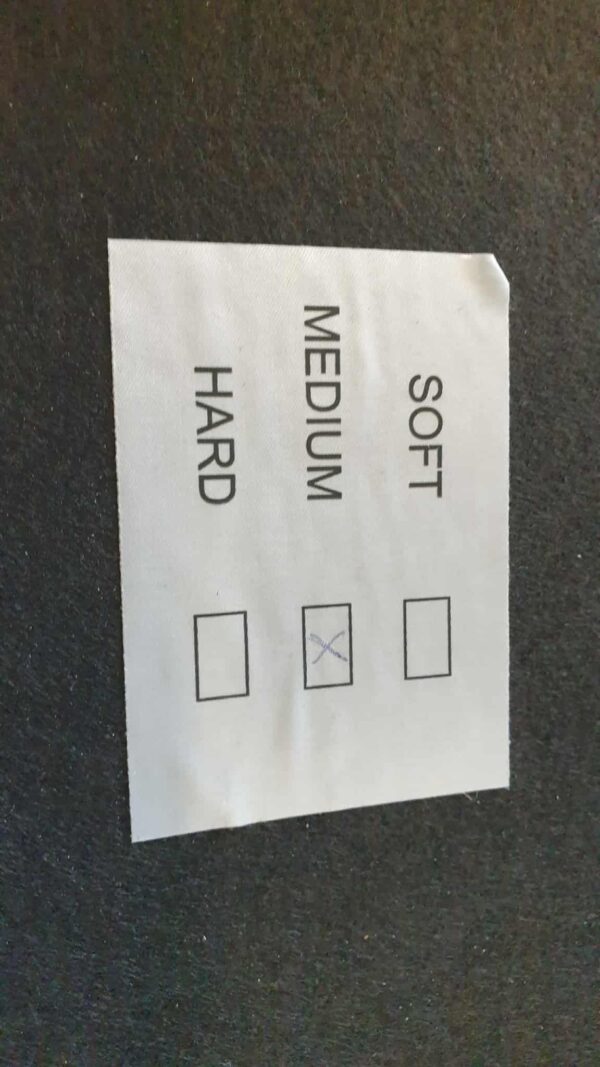 SOFT ☐
MEDIUM ☒
HARD ☐